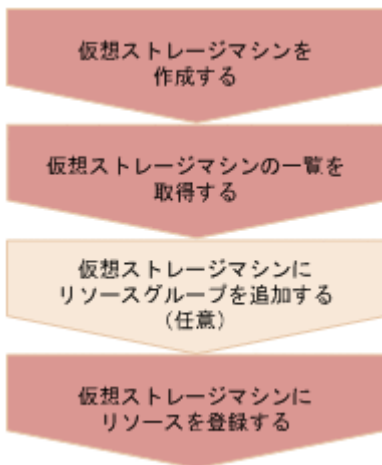 仮想ストレージマシンを
作成する
仮想ストレージマシンの一覧を
取得する
仮想ストレージマシンに
リソースグループを追加する
（任意）
仮想ストレージマシンに
リソースを登録する